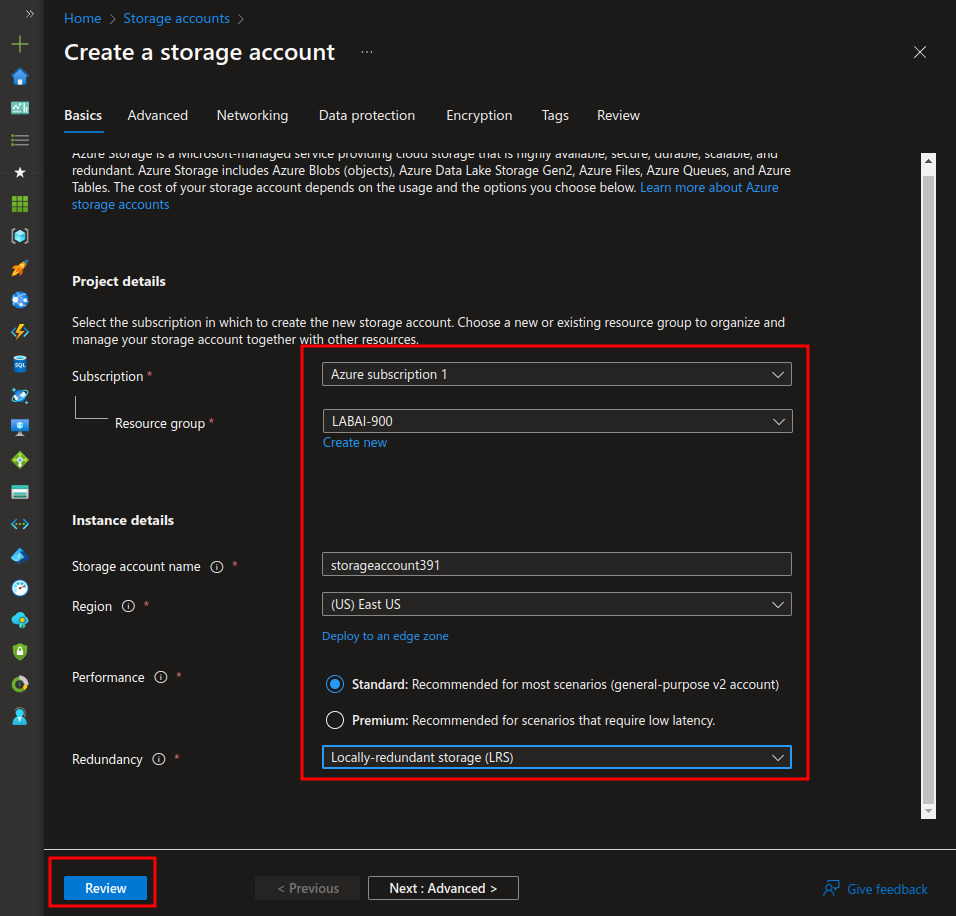 Home > Storage accounts >
Create a storage account ...
Basics Advanced Networking Data protection Encryption Tags Review
Azure Storage is a Microsoft-managed service providing cloud storage that is highly available, secure, durable, scalable, and
redundant. Azure Storage includes Azure Blobs (objects), Azure Data Lake Storage Gen2, Azure Files, Azure Queues, and Azure
Tables. The cost of your storage account depends on the usage and the options you choose below. Learn more about Azure
storage accounts
Project details
Select the subscription in which to create the new storage account. Choose a new or existing resource group to organize and
manage your storage account together with other resources.
Subscription * Azure subscription 1
Resource group * LABAI-900
Create new
Instance details
Storage account name * storageaccount391
Region * (US) East US
Deploy to an edge zone
Performance * Standard: Recommended for most scenarios (general-purpose v2 account)
Premium: Recommended for scenarios that require low latency.
Redundancy * Locally-redundant storage (LRS)
Review < Previous Next : Advanced > Give feedback